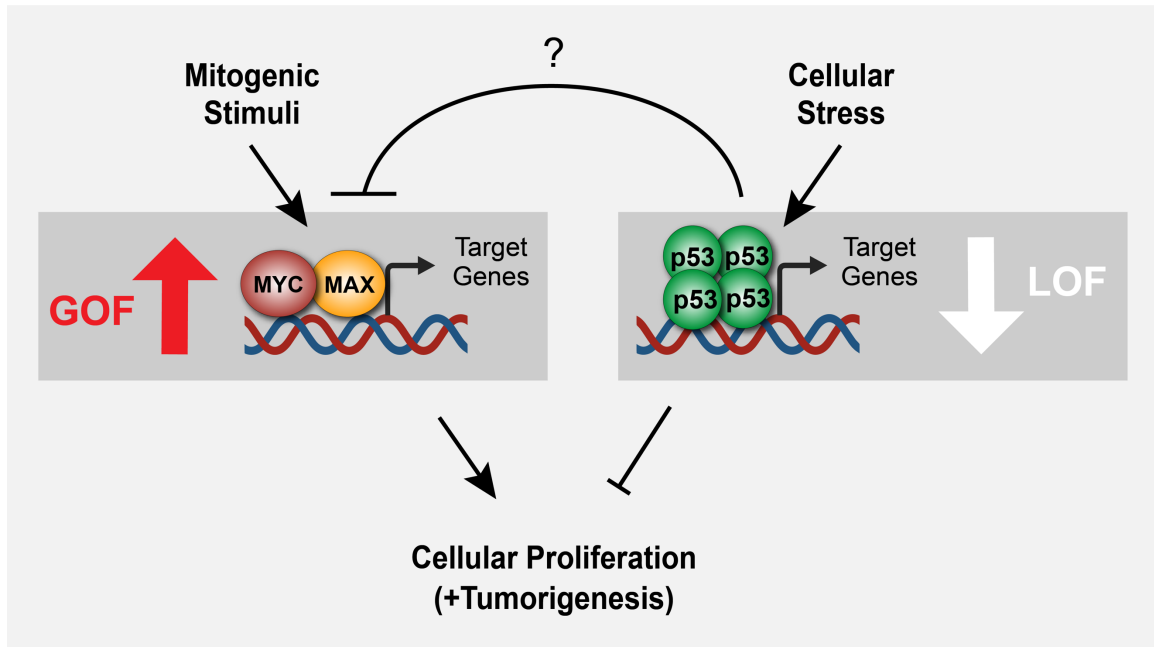 ?
Mitogenic
Stimuli
Cellular
Stress
GOF
MYC
MAX
Target
Genes
p53
p53
p53
p53
Target
Genes
LOF
Cellular Proliferation
(+Tumorigenesis)